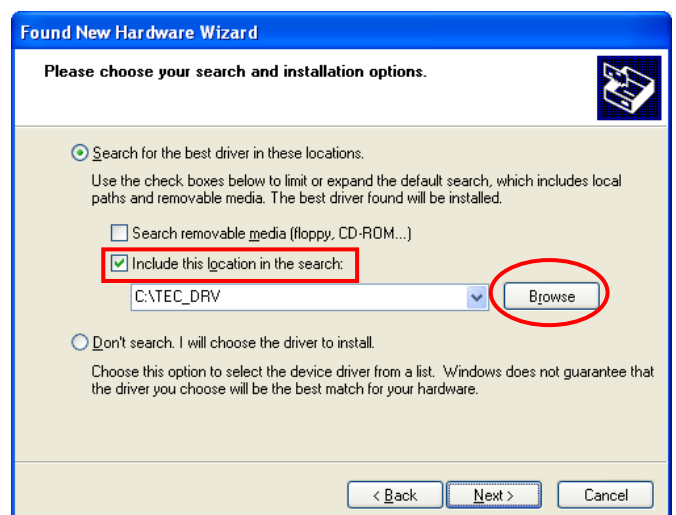 Found New Hardware Wizard
Please choose your search and installation options.
Search for the best driver in these locations.
Use the check boxes below to limit or expand the default search, which includes local
paths and removable media. The best driver found will be installed.
Search removable media (floppy, CD-ROM...)
Include this location in the search:
C:\TEC_DRV
Browse
Don't search. I will choose the driver to install.
Choose this option to select the device driver from a list. Windows does not guarantee that
the driver you choose will be the best match for your hardware.
< Back
Next >
Cancel